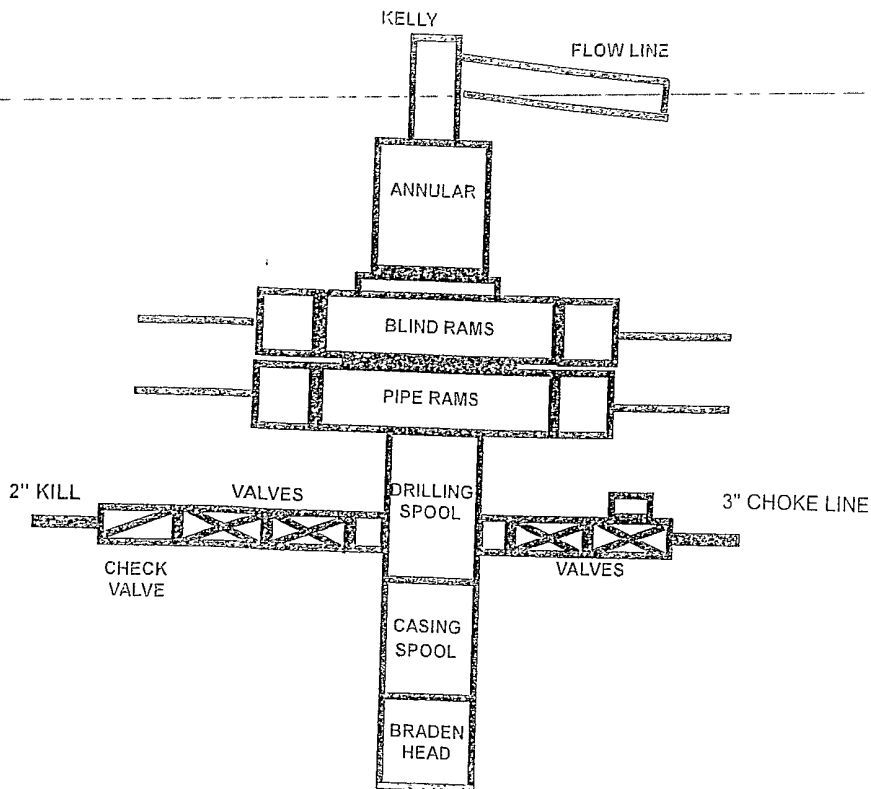 KELLY
FLOW LINE
ANNULAR
BLIND RAMS
PIPE RAMS
2" KILL
VALVES
DRILLING
SPOOL
3" CHOKE LINE
CHECK
VALVE
VALVES
CASING
SPOOL
BRADEN
HEAD